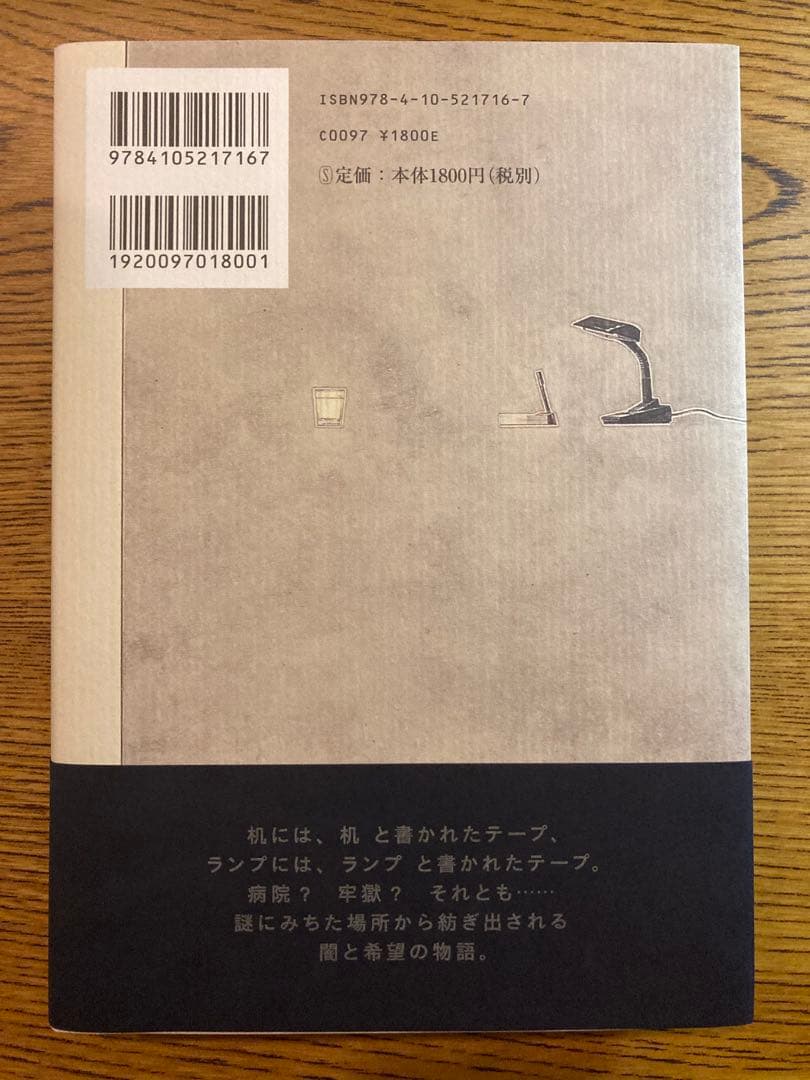 ISBN978-4-10-521716-7
C0097 ¥1800E
Ⓢ定価：本体1800円（税別）
9784105217167
1920097018001
机には、机 と書かれたテープ、
ランプには、ランプ と書かれたテープ。
病院？　牢獄？　それとも……
謎にみちた場所から紡ぎ出される
闇と希望の物語。